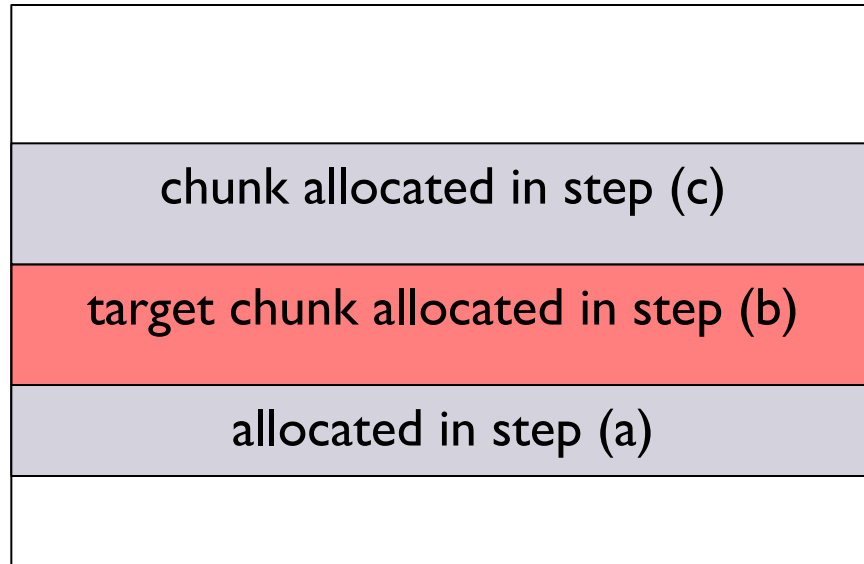 chunk allocated in step (c)
target chunk allocated in step (b)
allocated in step (a)